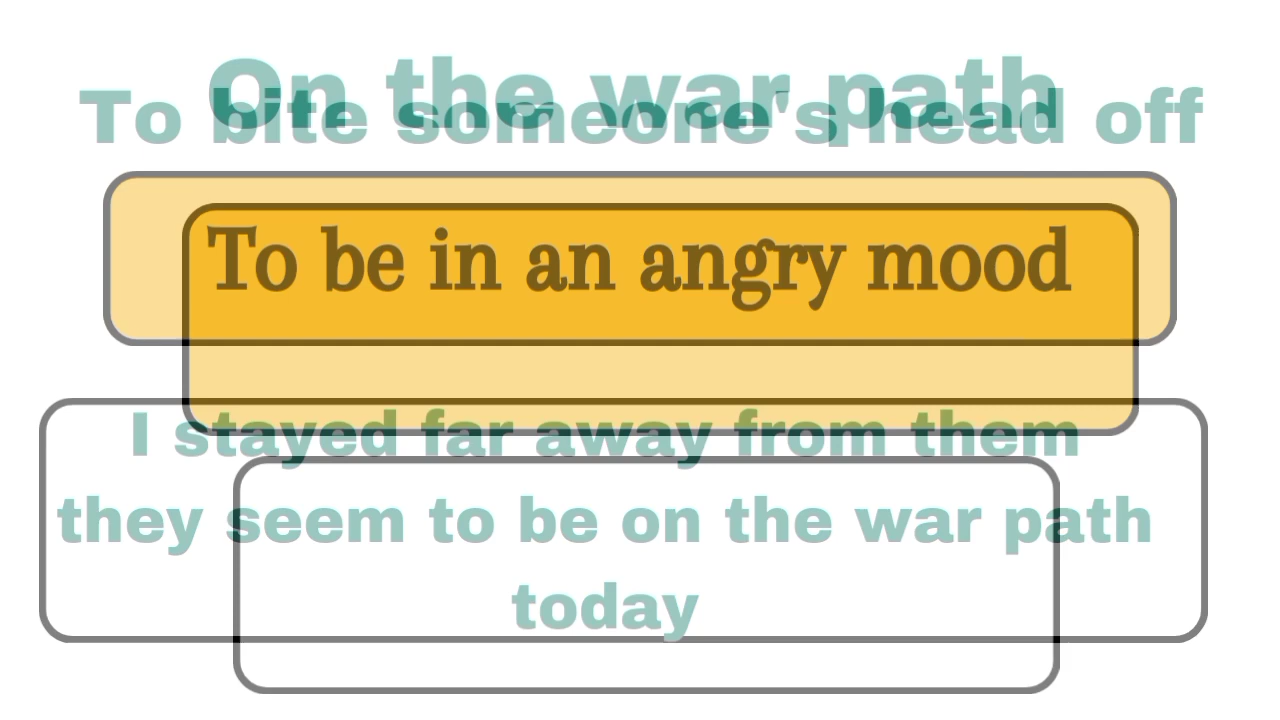 On the war path
To bite someone's head off
To be in an angry mood
I stayed far away from them
they seem to be on the war path
today